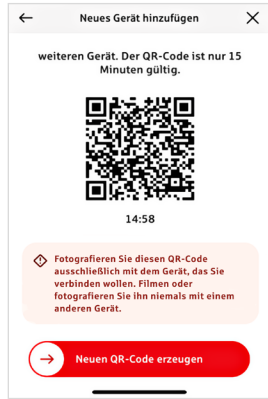 Neues Gerät hinzufügen
weiteren Gerät. Der QR-Code ist nur 15
Minuten gültig.
14:58
Fotografieren Sie diesen QR-Code
ausschließlich mit dem Gerät, das Sie
verbinden wollen. Filmen oder
fotografieren Sie ihn niemals mit einem
anderen Gerät.
Neuen QR-Code erzeugen